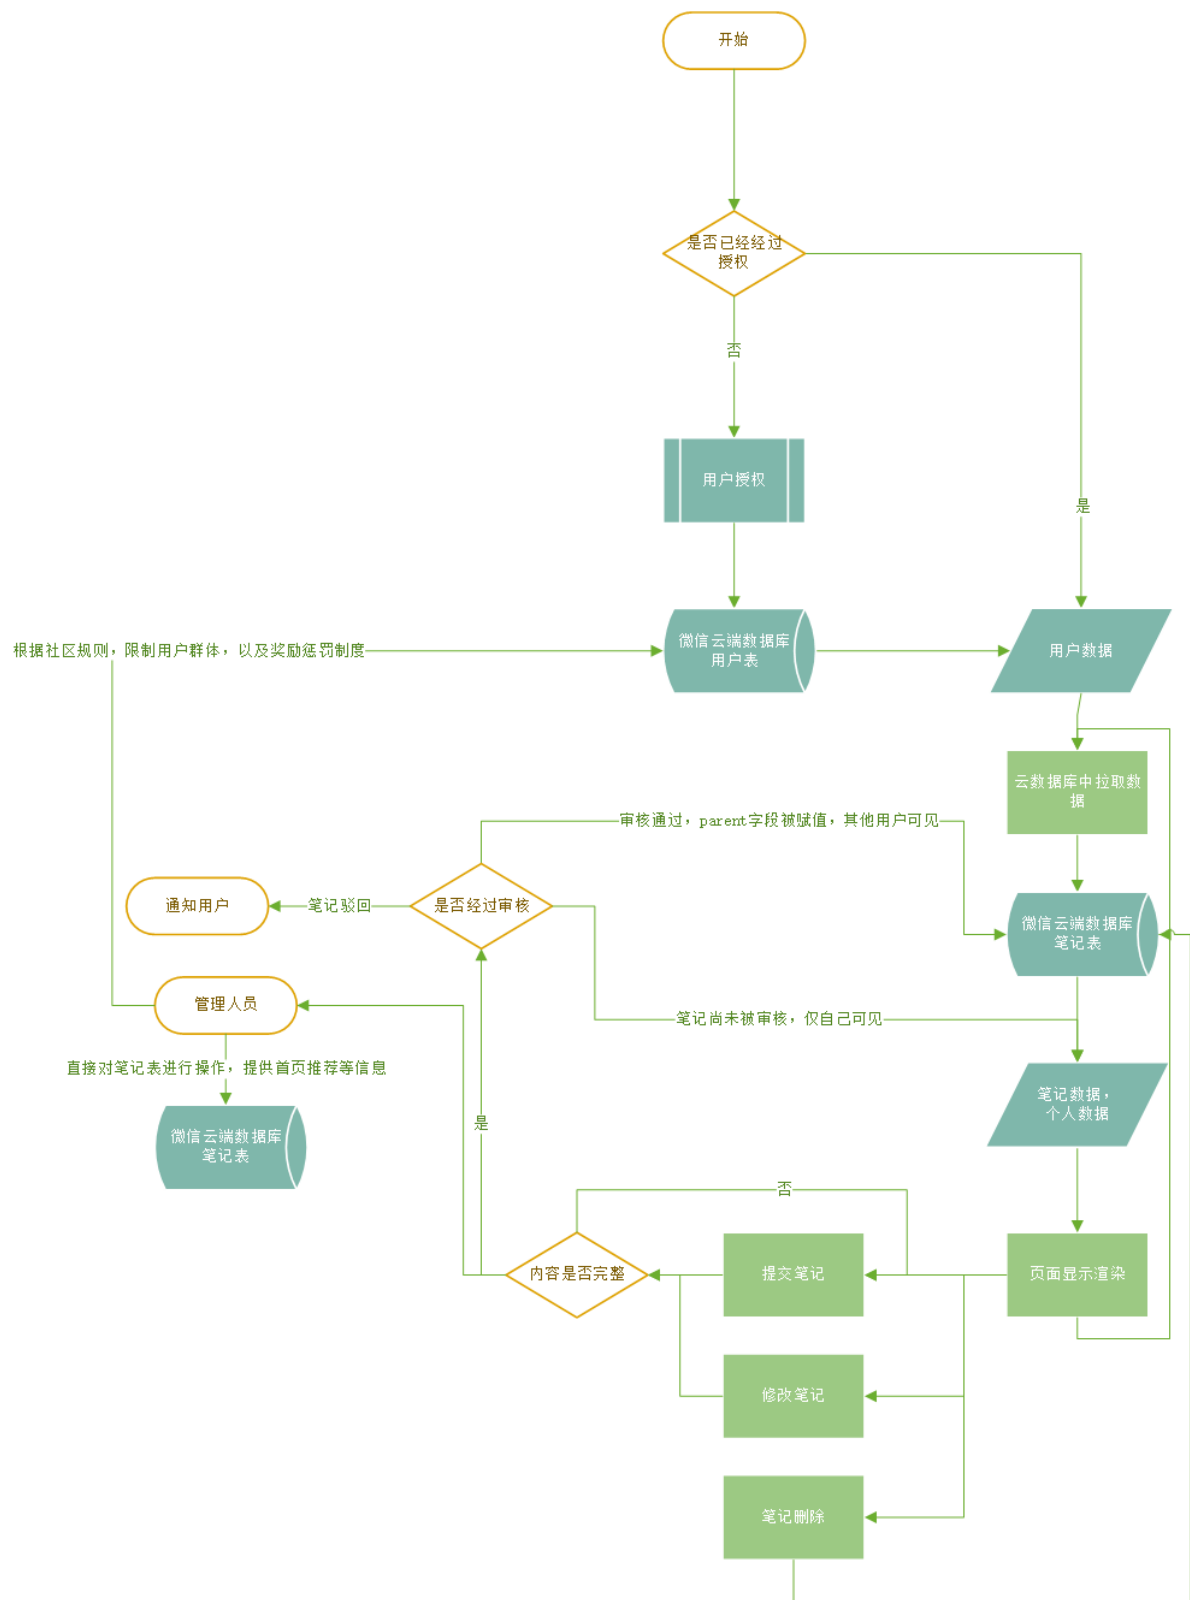 开始
是否已经经过
授权
否
用户授权
是
根据社区规则，限制用户群体，以及奖励惩罚制度
微信云端数据库
用户表
用户数据
云数据库中拉取数
据
审核通过，parent字段被赋值，其他用户可见
通知用户
笔记驳回
是否经过审核
微信云端数据库
笔记表
管理人员
笔记尚未被审核，仅自己可见
直接对笔记表进行操作，提供首页推荐等信息
笔记数据，
个人数据
微信云端数据库
笔记表
是
否
内容是否完整
提交笔记
页面显示渲染
修改笔记
笔记删除